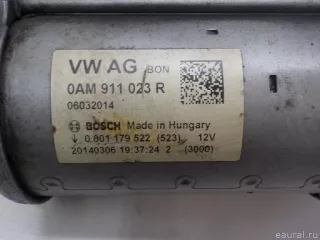 VW AG /BON
0AM 911 023 R
06032014
BOSCH Made in Hungary
0 001 179 522 (523) 12V
20140306 19:37:24 2 (3000)
eaural.ru